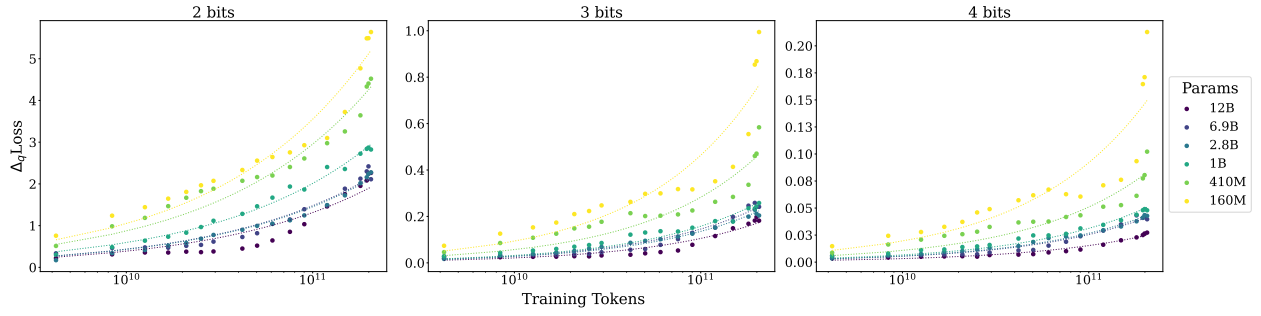 2 bits
3 bits
4 bits
Δ_qLoss
5
4
3
2
1
0
10^10
10^11
1.0
0.8
0.6
0.4
0.2
0.0
10^10
10^11
0.20
0.18
0.15
0.13
0.10
0.08
0.05
0.03
0.00
10^10
10^11
Training Tokens
Params
12B
6.9B
2.8B
1B
410M
160M